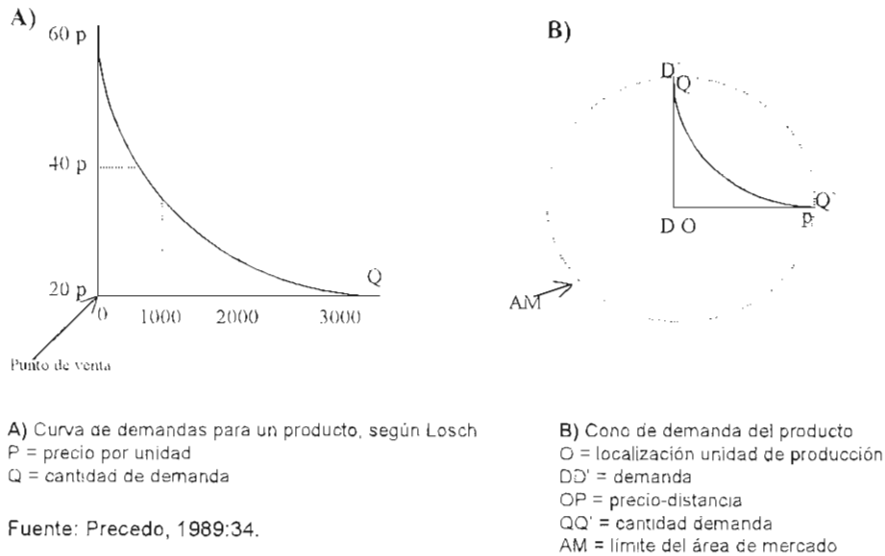 A)
60 p
40 p
20 p
0
1000
2000
3000
Q
Punto de venta
B)
D'
Q
Q'
D O
p
AM
A) Curva de demandas para un producto, según Losch
P = precio por unidad
Q = cantidad de demanda
Fuente: Precedo, 1989:34.
B) Cono de demanda del producto
O = localización unidad de producción
DD' = demanda
OP = precio-distancia
QQ' = cantidad demanda
AM = límite del área de mercado